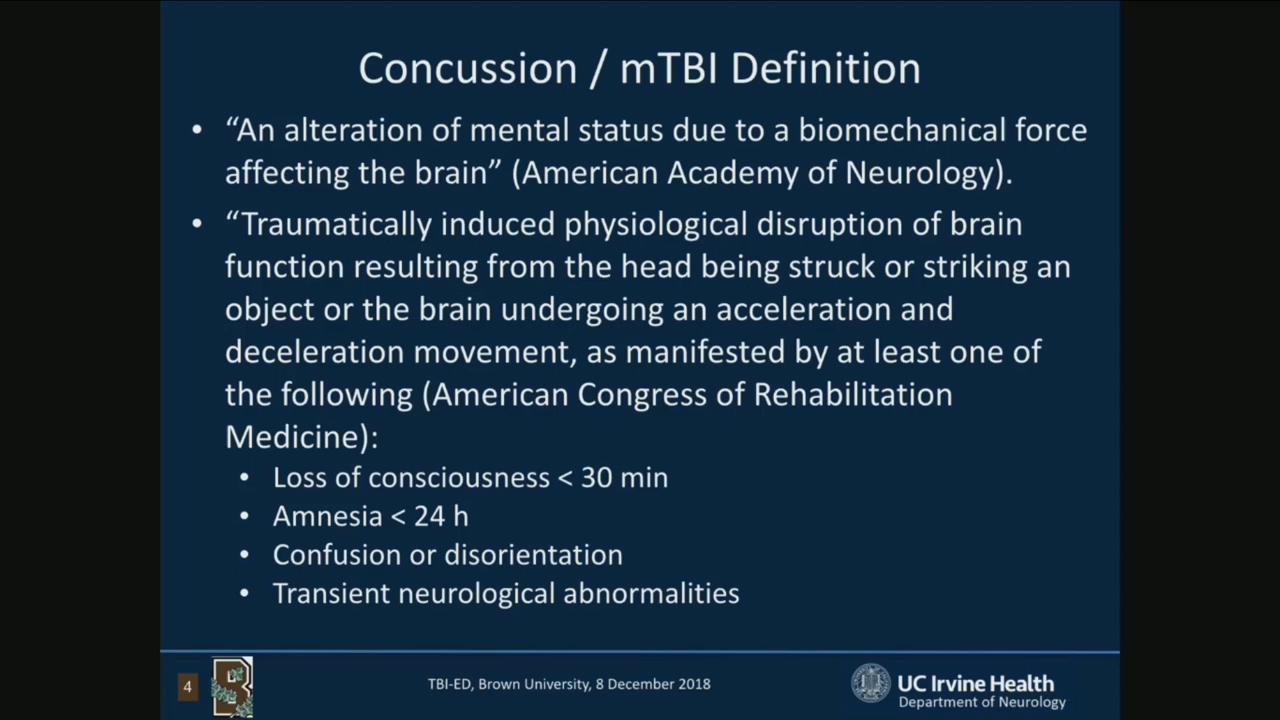 Concussion / mTBI Definition
• “An alteration of mental status due to a biomechanical force
affecting the brain” (American Academy of Neurology).
• “Traumatically induced physiological disruption of brain
function resulting from the head being struck or striking an
object or the brain undergoing an acceleration and
deceleration movement, as manifested by at least one of
the following (American Congress of Rehabilitation
Medicine):
• Loss of consciousness < 30 min
• Amnesia < 24 h
• Confusion or disorientation
• Transient neurological abnormalities
4
B
TBI-ED, Brown University, 8 December 2018
UC Irvine Health
Department of Neurology